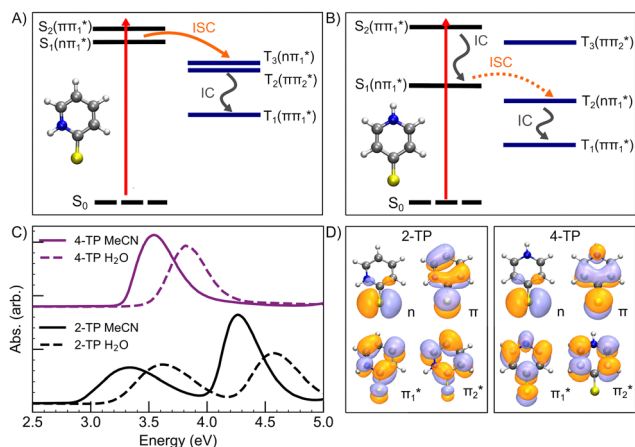 A)
S₂(ππ₁*)
S₁(nπ₁*)
ISC
T₃(nπ₁*)
T₂(ππ₂*)
IC
T₁(ππ₁*)
S₀
B)
S₂(ππ₁*)
IC
T₃(ππ₂*)
S₁(nπ₁*)
ISC
T₂(nπ₁*)
IC
T₁(ππ₁*)
S₀
C)
4-TP MeCN
4-TP H₂O
2-TP MeCN
2-TP H₂O
Abs. (arb.)
2.5 3.0 3.5 4.0 4.5 5.0
Energy (eV)
D)
2-TP
4-TP
n
π
n
π
π₁*
π₂*
π₁*
π₂*